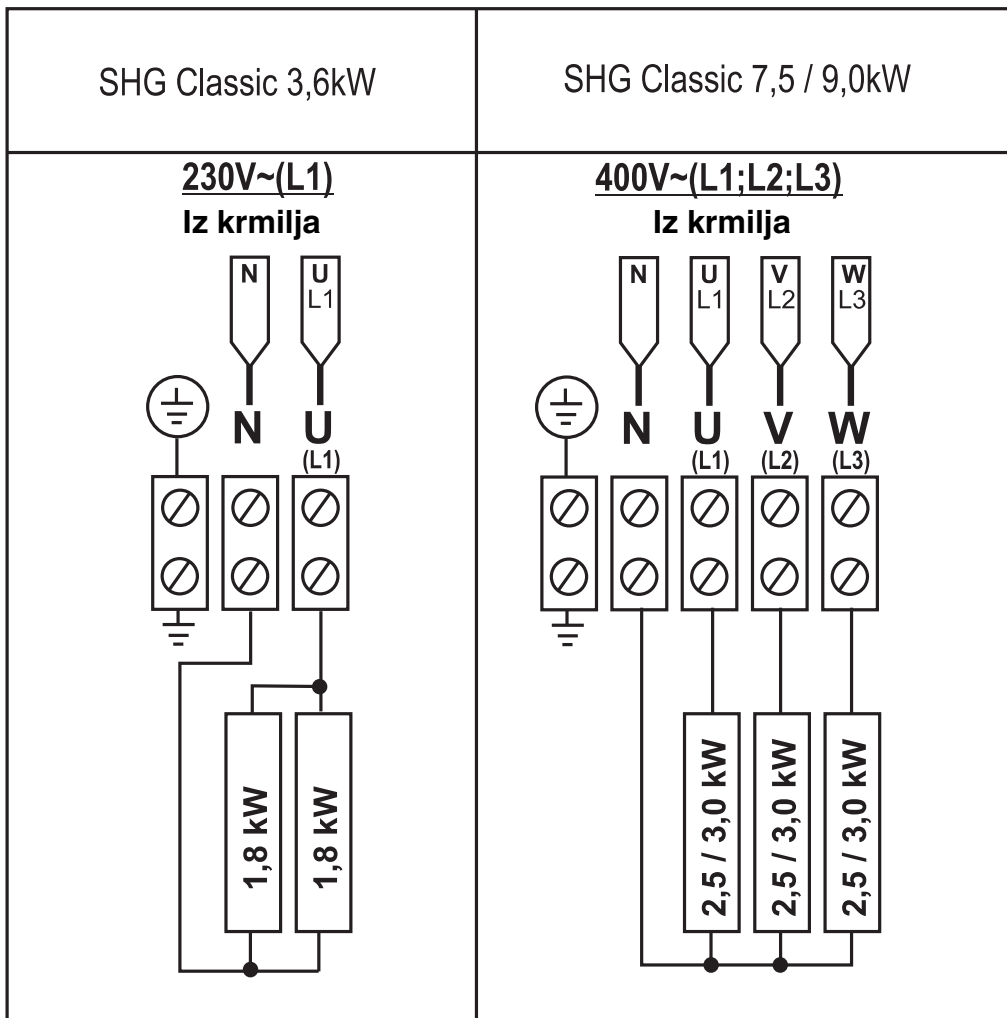 SHG Classic 3,6kW
SHG Classic 7,5 / 9,0kW
230V~(L1)
Iz krmilja
N
U
L1
N
U
(L1)
1,8 kW
1,8 kW
400V~(L1;L2;L3)
Iz krmilja
N
U
V
W
L1
L2
L3
N
U
V
W
(L1)
(L2)
(L3)
2,5 / 3,0 kW
2,5 / 3,0 kW
2,5 / 3,0 kW